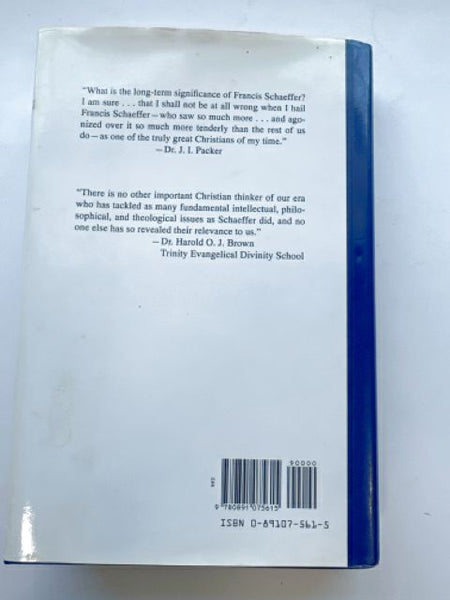 "What is the long-term significance of Francis Schaeffer?
I am sure . . . that I shall not be at all wrong when I hail
Francis Schaeffer—who saw so much more . . . and ago-
nized over it so much more tenderly than the rest of us
do—as one of the truly great Christians of my time."
—Dr. J. I. Packer
"There is no other important Christian thinker of our era
who has tackled as many fundamental intellectual, philo-
sophical, and theological issues as Schaeffer did, and no
one else has so revealed their relevance to us."
—Dr. Harold O. J. Brown
Trinity Evangelical Divinity School
90000
9 780891 075615
ISBN 0-89107-561-5